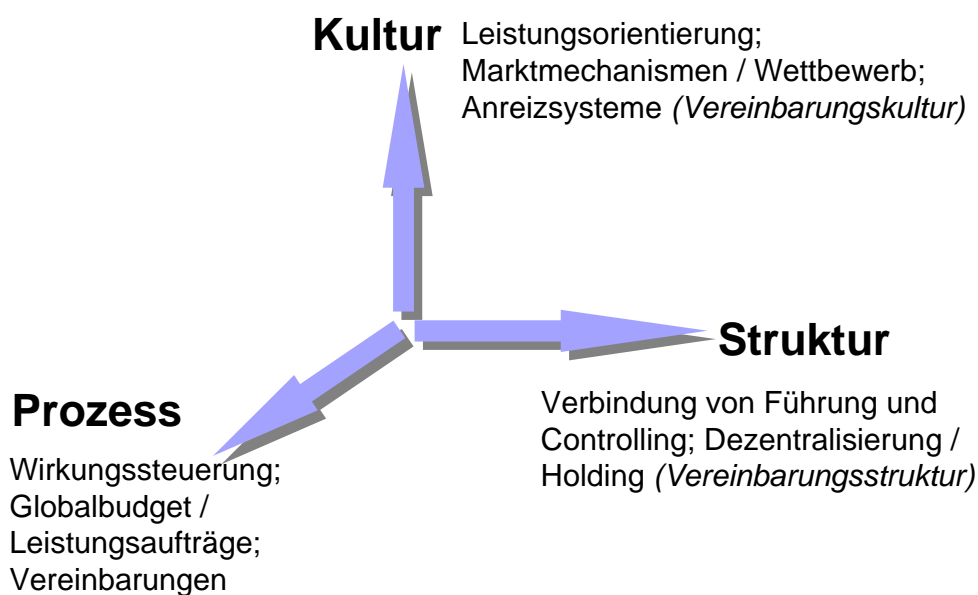 Kultur
Leistungsorientierung;
Marktmechanismen / Wettbewerb;
Anreizsysteme (Vereinbarungskultur)
Struktur
Verbindung von Führung und
Controlling; Dezentralisierung /
Holding (Vereinbarungsstruktur)
Prozess
Wirkungssteuerung;
Globalbudget /
Leistungsaufträge;
Vereinbarungen